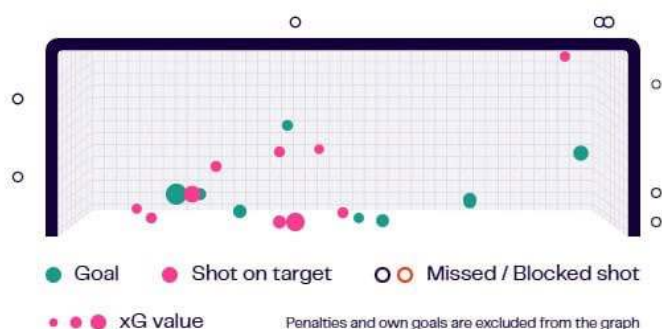 Goal Shot on target Missed / Blocked shot
xG value Penalties and own goals are excluded from the graph